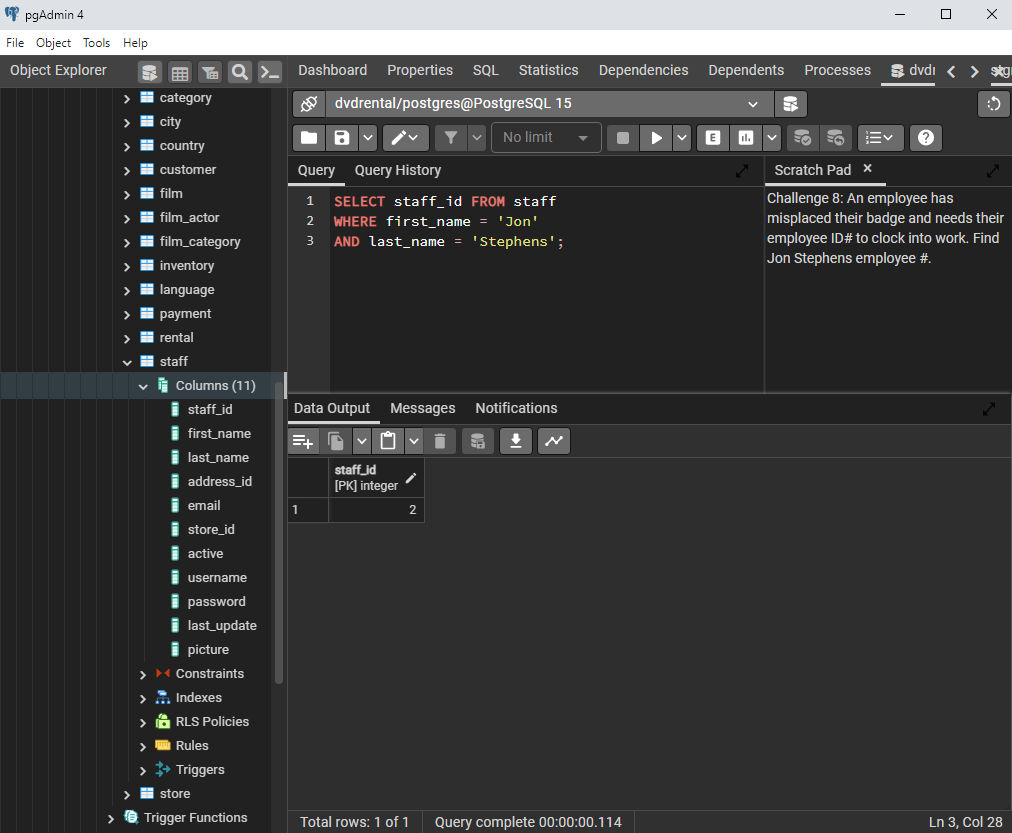 pgAdmin 4
File Object Tools Help
Object Explorer
Dashboard Properties SQL Statistics Dependencies Dependents Processes
category
city
country
customer
film
film_actor
film_category
inventory
language
payment
rental
staff
Columns (11)
staff_id
first_name
last_name
address_id
email
store_id
active
username
password
last_update
picture
Constraints
Indexes
RLS Policies
Rules
Triggers
store
Trigger Functions
dvdrental/postgres@PostgreSQL 15
No limit
E
Query Query History
1 SELECT staff_id FROM staff
2 WHERE first_name = 'Jon'
3 AND last_name = 'Stephens';
Scratch Pad
Challenge 8: An employee has
misplaced their badge and needs their
employee ID# to clock into work. Find
Jon Stephens employee #.
Data Output Messages Notifications
staff_id
[PK] integer
1 2
Total rows: 1 of 1 Query complete 00:00:00.114 Ln 3, Col 28